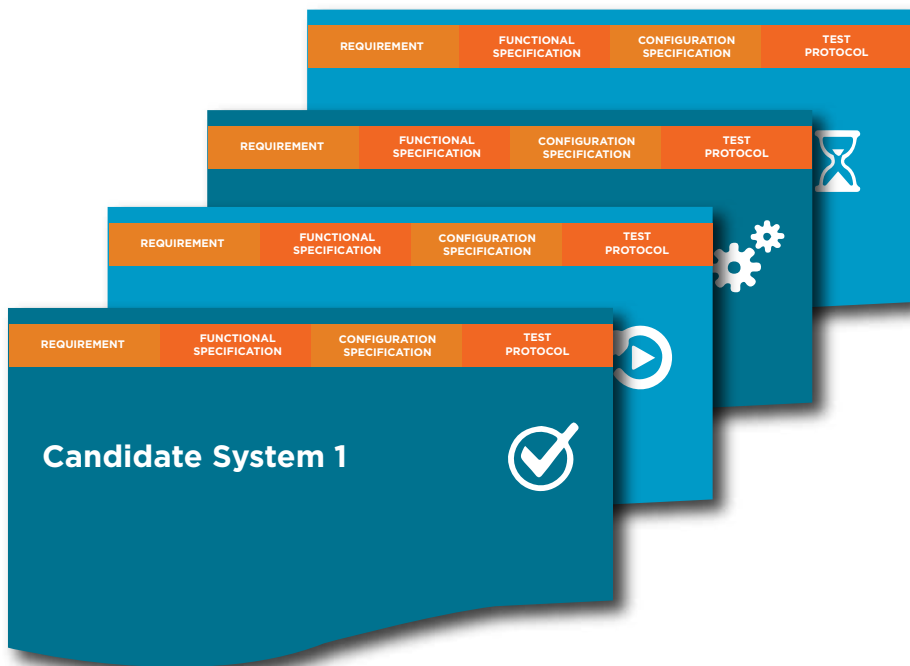 REQUIREMENT
FUNCTIONAL
SPECIFICATION
CONFIGURATION
SPECIFICATION
TEST
PROTOCOL
REQUIREMENT
FUNCTIONAL
SPECIFICATION
CONFIGURATION
SPECIFICATION
TEST
PROTOCOL
REQUIREMENT
FUNCTIONAL
SPECIFICATION
CONFIGURATION
SPECIFICATION
TEST
PROTOCOL
REQUIREMENT
FUNCTIONAL
SPECIFICATION
CONFIGURATION
SPECIFICATION
TEST
PROTOCOL
Candidate System 1